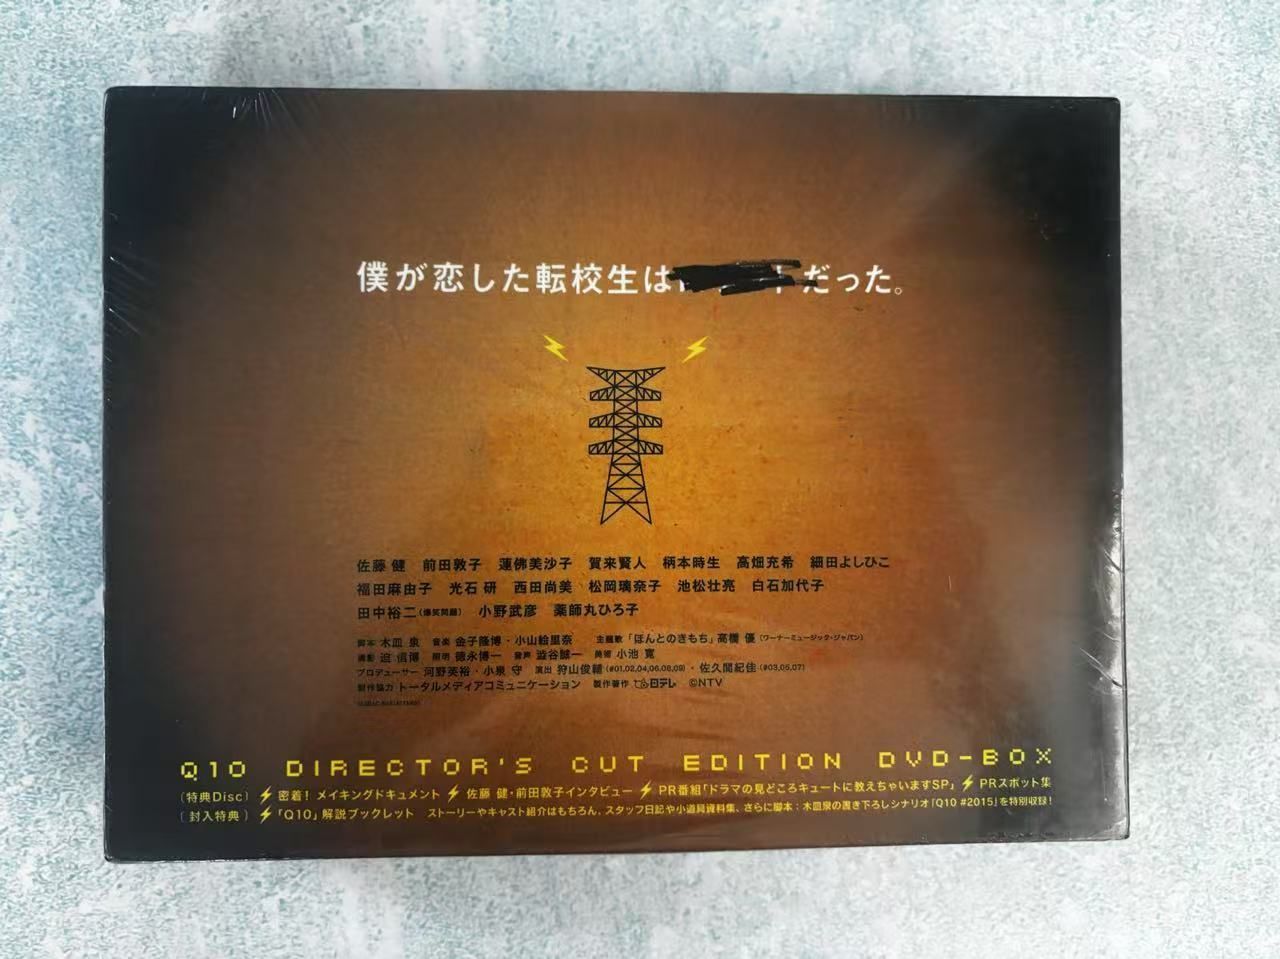 僕が恋した転校生は だった。
佐藤 健　前田敦子　蓮佛美沙子　賀来賢人　柄本時生　高畑充希　細田よしひこ
福田麻由子　光石 研　西田尚美　松岡璃奈子　池松壮亮　白石加代子
田中裕二(爆笑問題)　小野武彦　薬師丸ひろ子
脚本 木皿 泉　音楽 金子隆博・小山絵里奈　主題歌「ほんとのきもち」高橋 優 (ワーナーミュージック・ジャパン)
撮影 迫 信博　照明 徳永博一　音声 澁谷誠一　美術 小池 寛
プロデューサー 河野英裕・小泉 守　演出 狩山俊輔(#01,02,04,06,08,09)・佐久間紀佳(#03,05,07)
製作協力 トータルメディアコミュニケーション　製作著作 日テレ　©NTV
Q10 DIRECTOR'S CUT EDITION DVD-BOX
〔特典Disc〕密着！メイキングドキュメント 佐藤 健・前田敦子インタビュー PR番組「ドラマの見どころキュートに教えちゃいますSP」 PRスポット集
〔封入特典〕「Q10」解説ブックレット　ストーリーやキャスト紹介はもちろん、スタッフ日記や小道具資料集、さらに脚本：木皿泉の書き下ろしシナリオ「Q10 #2015」を特別収録！